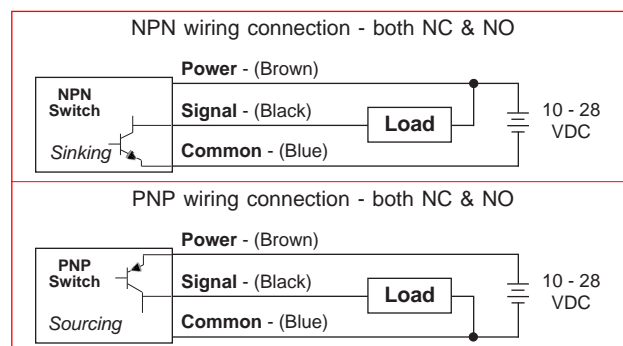 NPN wiring connection - both NC & NO
Power - (Brown)
NPN
Switch
Signal - (Black)
Load
10 - 28
VDC
Sinking
Common - (Blue)
PNP wiring connection - both NC & NO
Power - (Brown)
PNP
Switch
Signal - (Black)
Load
10 - 28
VDC
Sourcing
Common - (Blue)